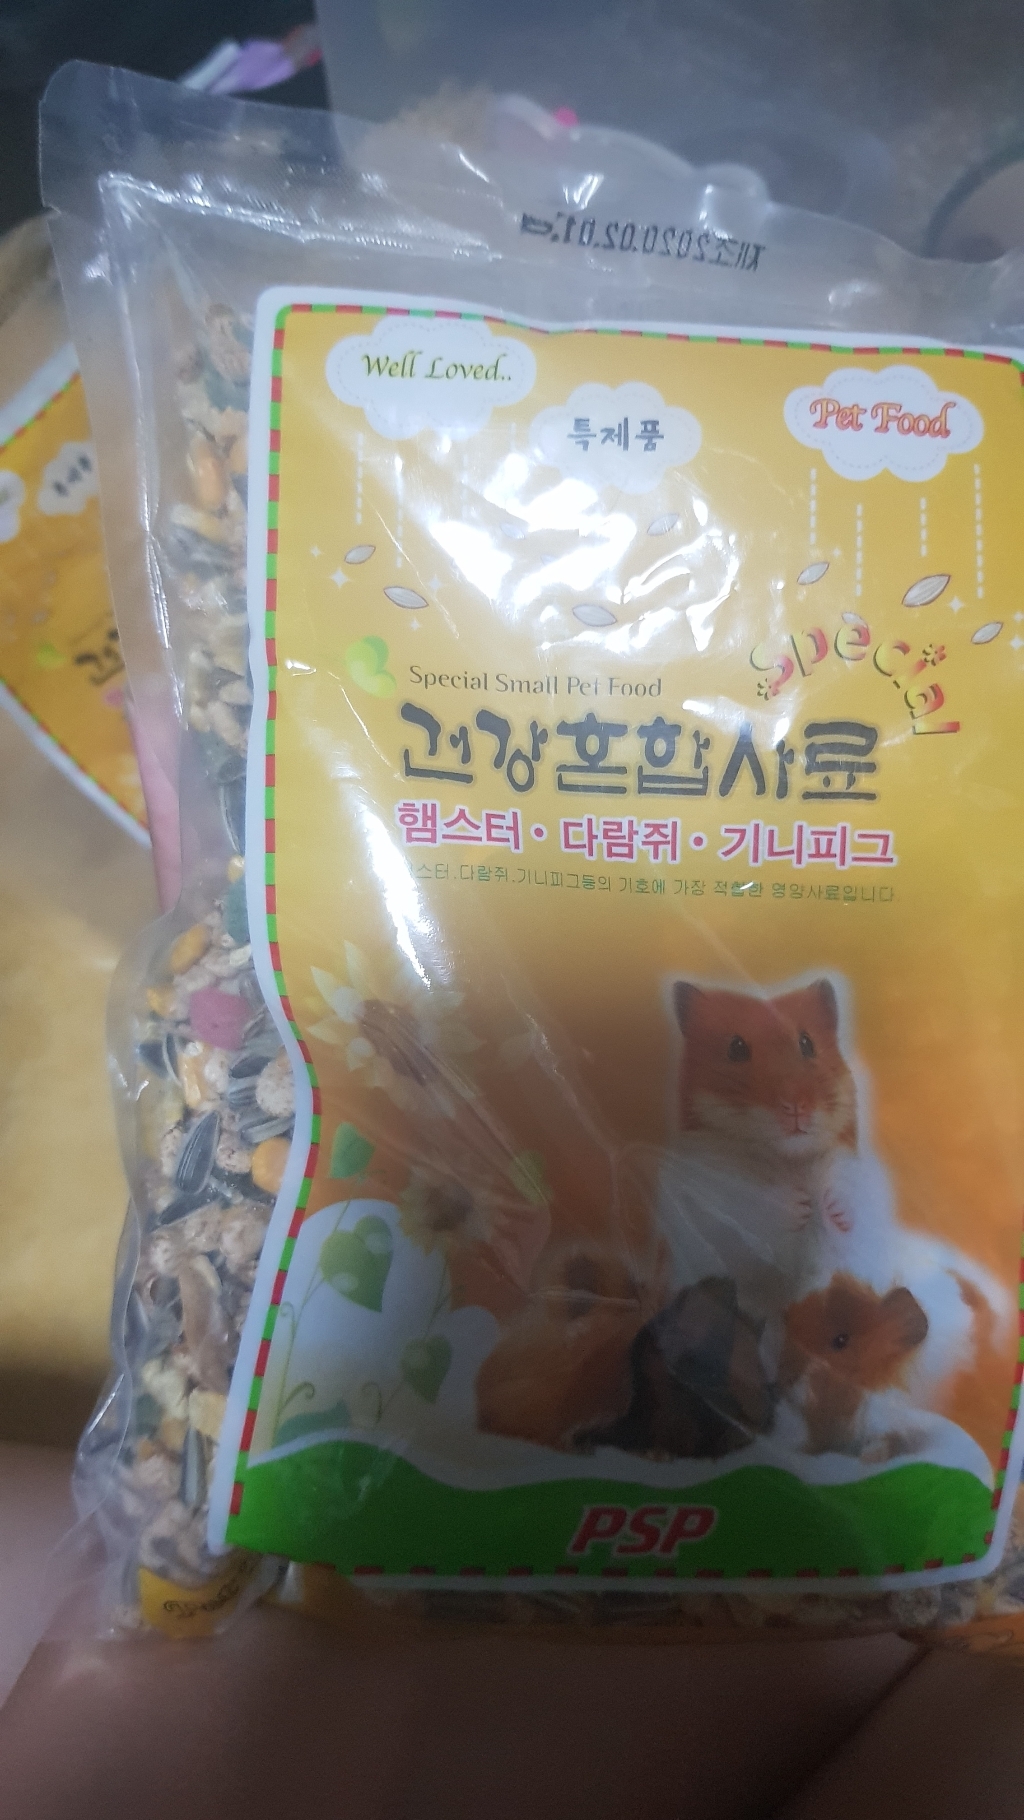 제조2020.02.01.
Well Loved..
특제품
Pet Food
Special
Special Small Pet Food
건강혼합사료
햄스터·다람쥐·기니피그
스터.다람쥐.기니피그등의 기호에 가장 적합한 영양사료입니다
PSP